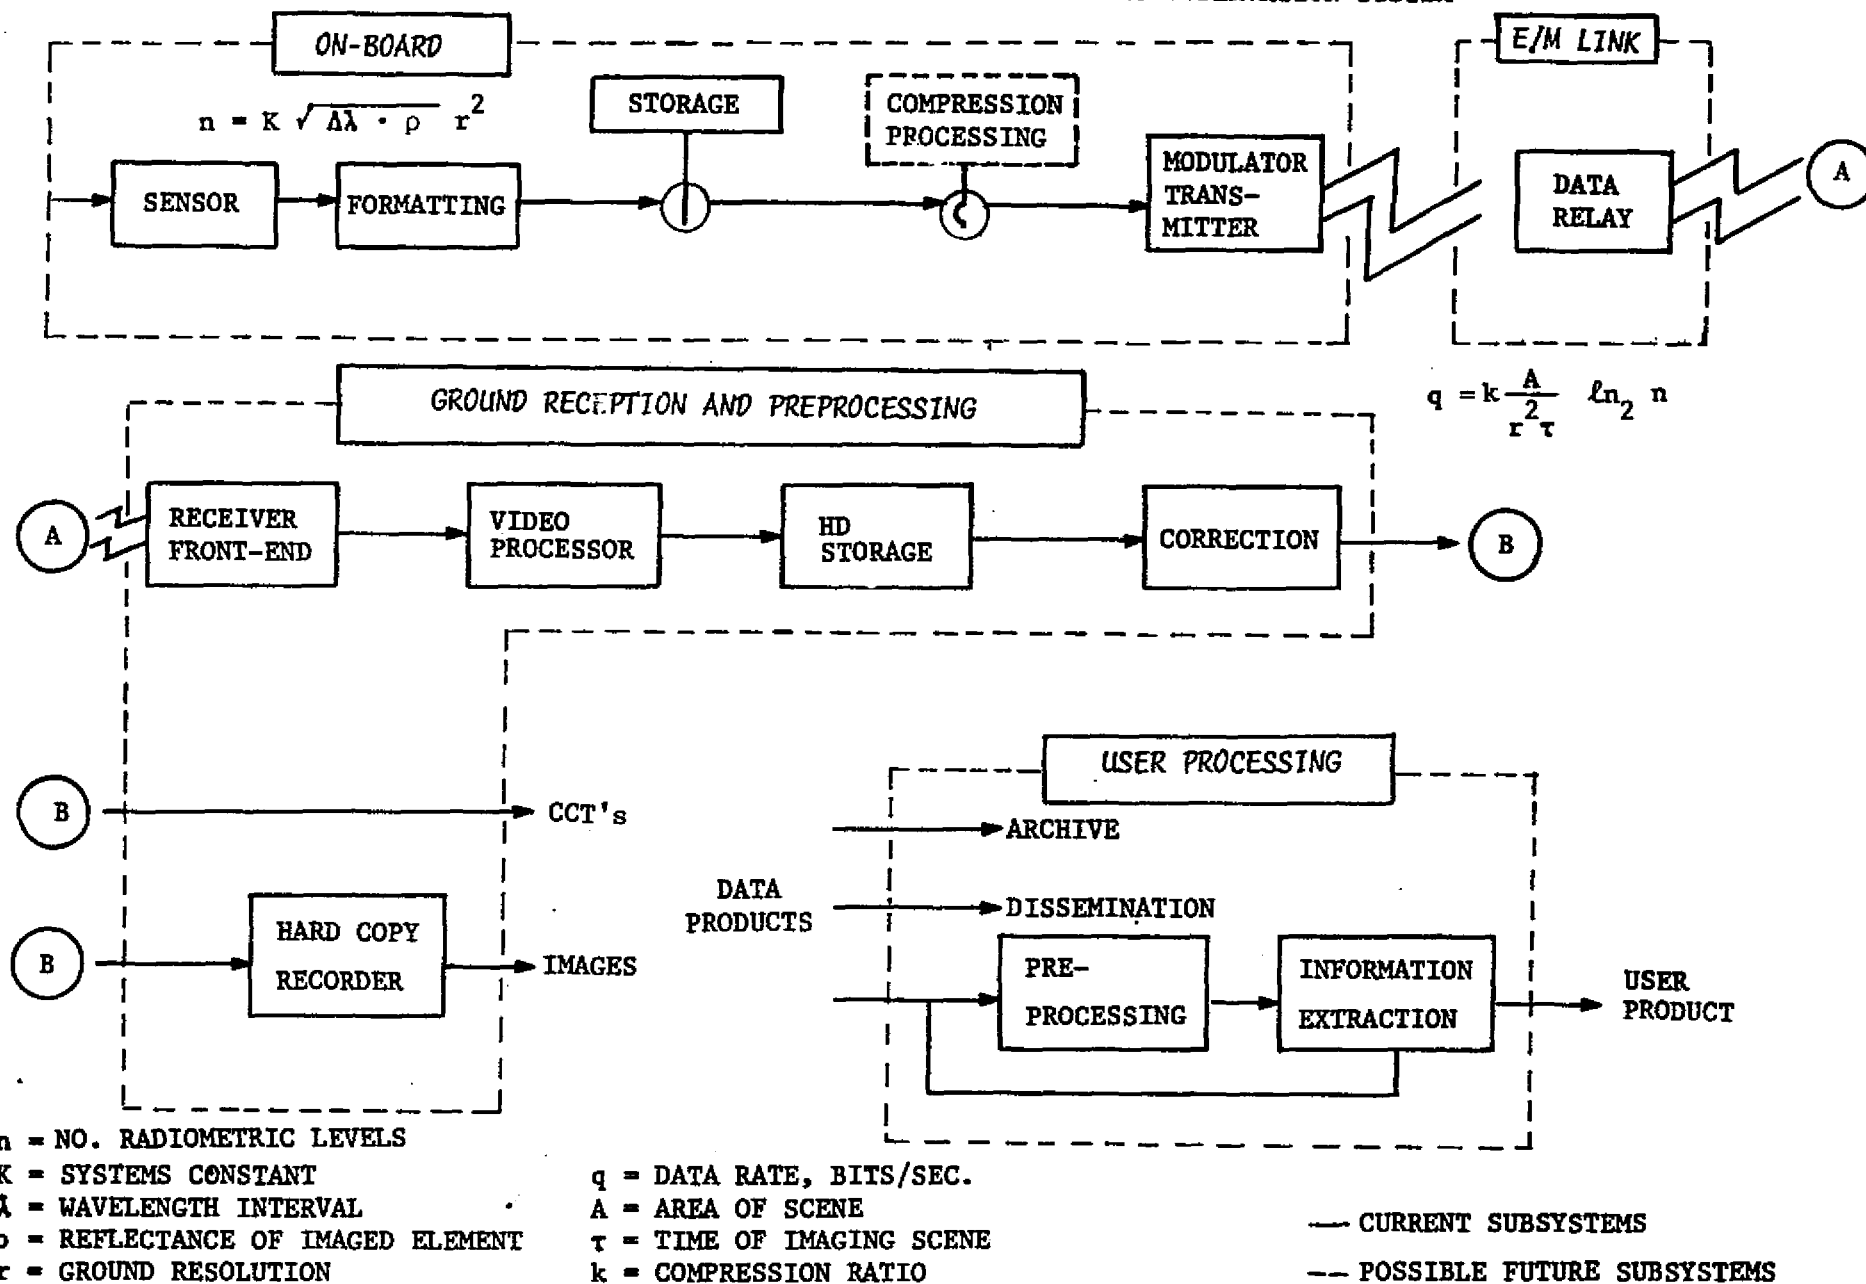 ON-BOARD
E/M LINK
n = K √Δλ · ρ r²
STORAGE
COMPRESSION
PROCESSING
SENSOR
FORMATTING
MODULATOR
TRANS-
MITTER
DATA
RELAY
A
q = k A/r²τ ℓn₂ n
GROUND RECEPTION AND PREPROCESSING
A
RECEIVER
FRONT-END
VIDEO
PROCESSOR
HD
STORAGE
CORRECTION
B
B
CCT's
B
HARD COPY
RECORDER
IMAGES
USER PROCESSING
DATA
PRODUCTS
ARCHIVE
DISSEMINATION
PRE-
PROCESSING
INFORMATION
EXTRACTION
USER
PRODUCT
n = NO. RADIOMETRIC LEVELS
K = SYSTEMS CONSTANT
λ = WAVELENGTH INTERVAL
ρ = REFLECTANCE OF IMAGED ELEMENT
r = GROUND RESOLUTION
q = DATA RATE, BITS/SEC.
A = AREA OF SCENE
τ = TIME OF IMAGING SCENE
k = COMPRESSION RATIO
— CURRENT SUBSYSTEMS
-- POSSIBLE FUTURE SUBSYSTEMS